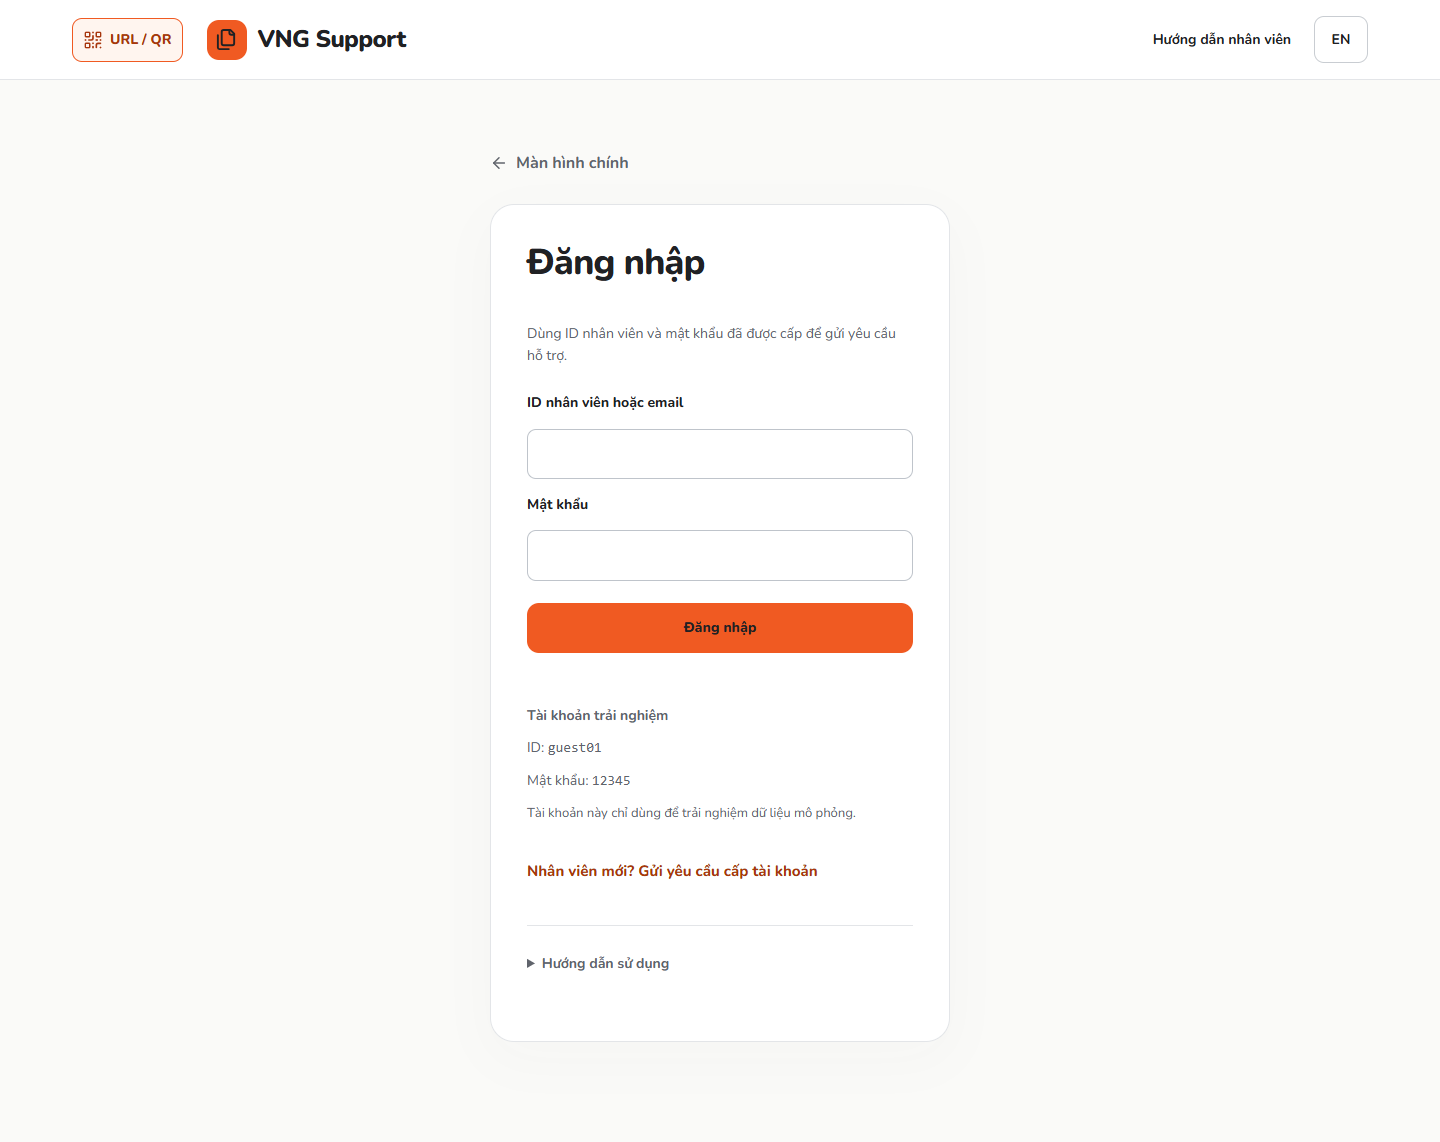 URL / QR
VNG Support
Hướng dẫn nhân viên
EN
Màn hình chính
Đăng nhập
Dùng ID nhân viên và mật khẩu đã được cấp để gửi yêu cầu
hỗ trợ.
ID nhân viên hoặc email
Mật khẩu
Đăng nhập
Tài khoản trải nghiệm
ID: guest01
Mật khẩu: 12345
Tài khoản này chỉ dùng để trải nghiệm dữ liệu mô phỏng.
Nhân viên mới? Gửi yêu cầu cấp tài khoản
Hướng dẫn sử dụng